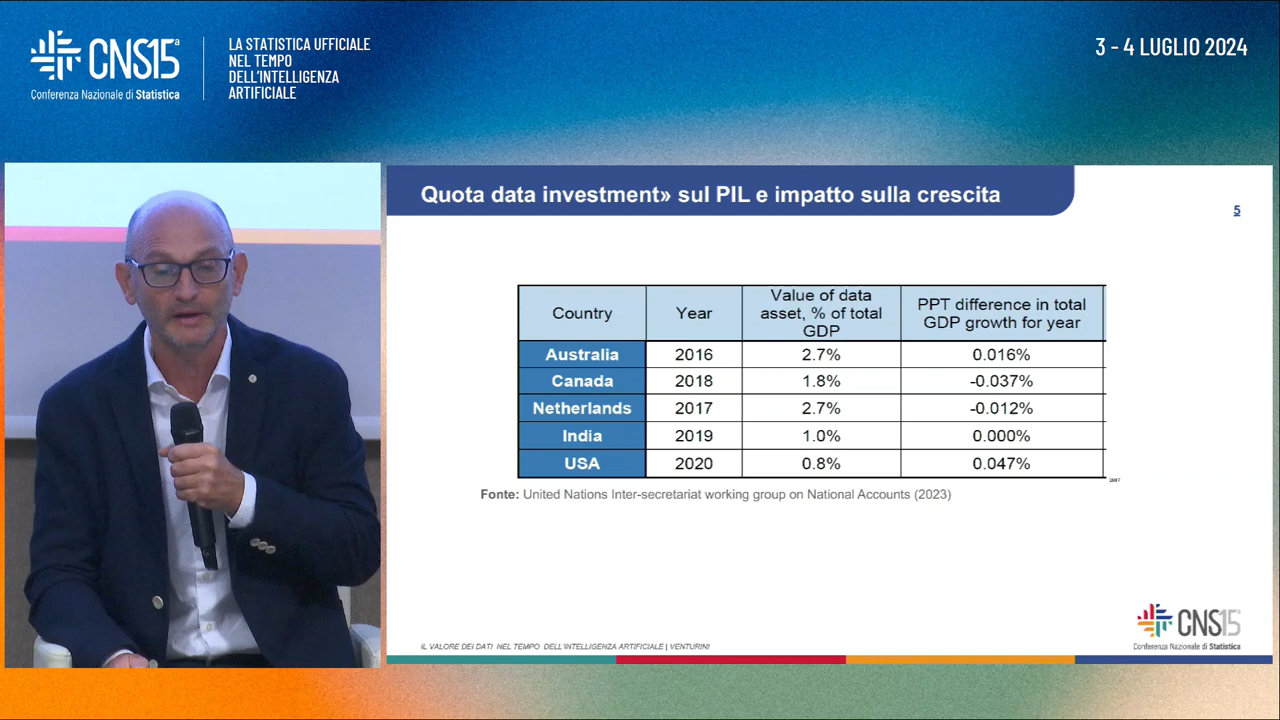 CNS15ª
Conferenza Nazionale di Statistica
LA STATISTICA UFFICIALE
NEL TEMPO
DELL'INTELLIGENZA
ARTIFICIALE
3 - 4 LUGLIO 2024
Quota data investment» sul PIL e impatto sulla crescita
5
Country Year Value of data asset, % of total GDP PPT difference in total GDP growth for year
Australia 2016 2.7% 0.016%
Canada 2018 1.8% -0.037%
Netherlands 2017 2.7% -0.012%
India 2019 1.0% 0.000%
USA 2020 0.8% 0.047%
Fonte: United Nations Inter-secretariat working group on National Accounts (2023)
IL VALORE DEI DATI NEL TEMPO DELL'INTELLIGENZA ARTIFICIALE | VENTURINI
CNS15
Conferenza Nazionale di Statistica